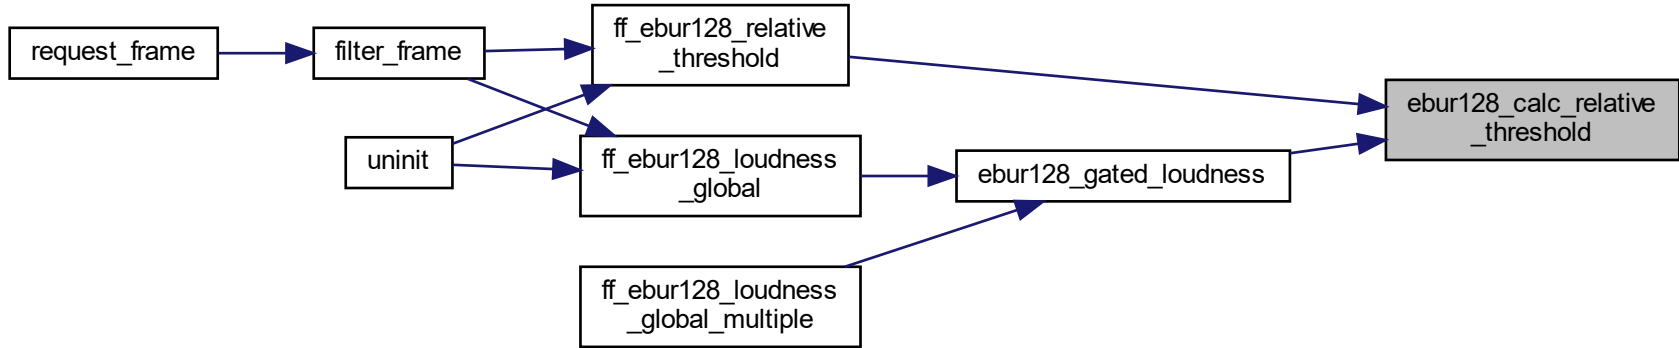 request_frame
filter_frame
ff_ebur128_relative
_threshold
uninit
ff_ebur128_loudness
_global
ff_ebur128_loudness
_global_multiple
ebur128_gated_loudness
ebur128_calc_relative
_threshold